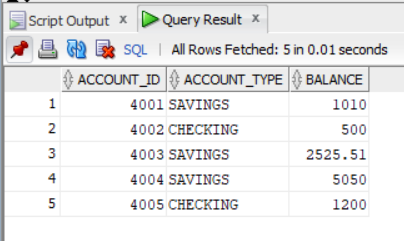 Script Output x Query Result x
SQL | All Rows Fetched: 5 in 0.01 seconds
ACCOUNT_ID ACCOUNT_TYPE BALANCE
1 4001 SAVINGS 1010
2 4002 CHECKING 500
3 4003 SAVINGS 2525.51
4 4004 SAVINGS 5050
5 4005 CHECKING 1200